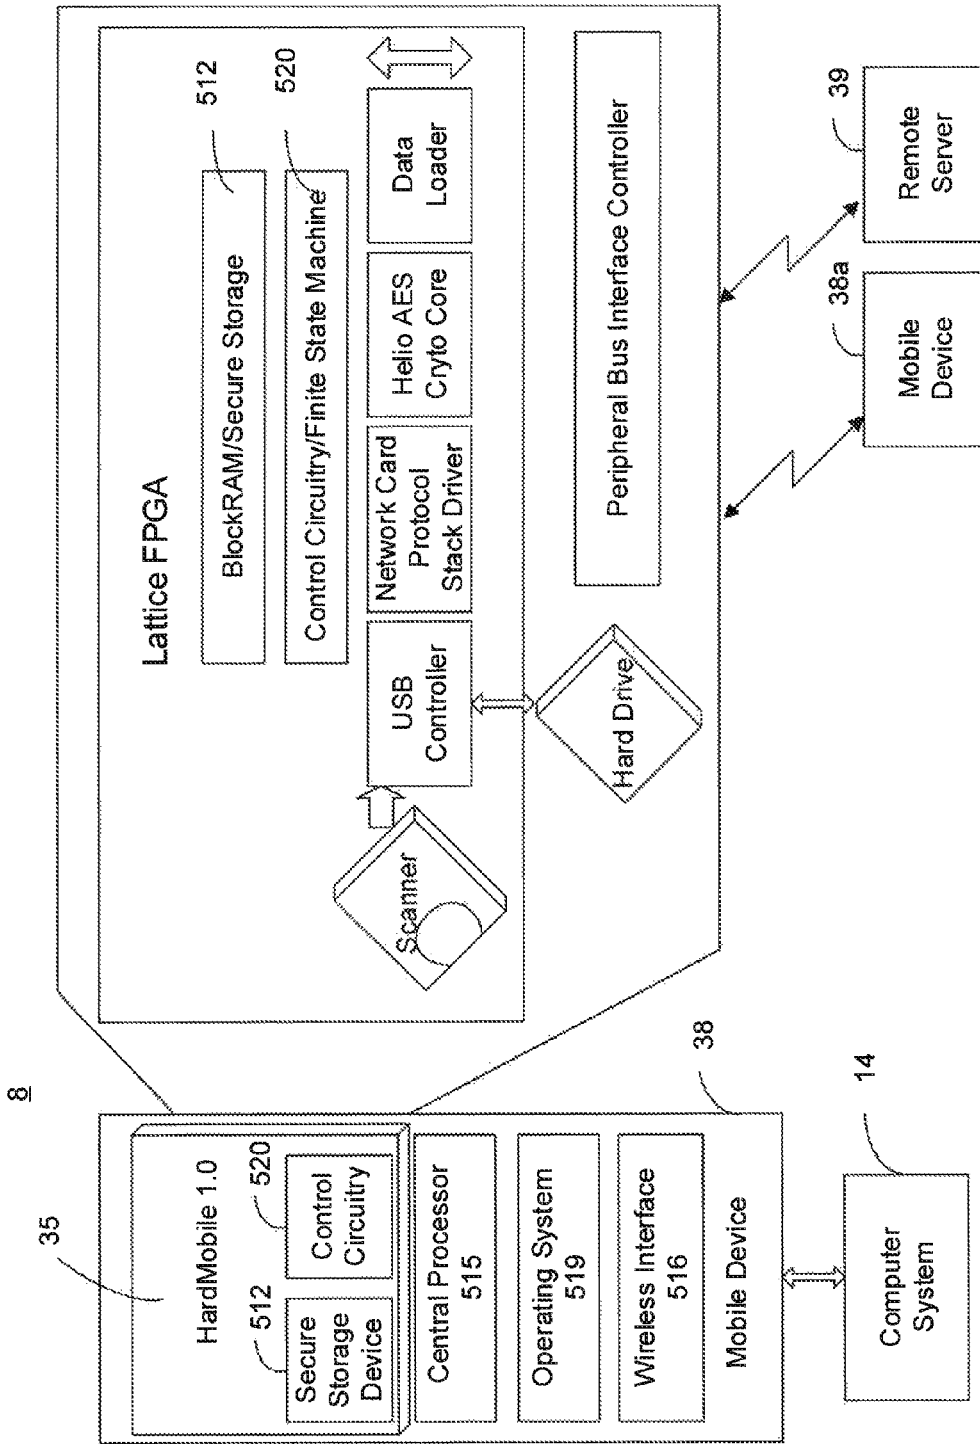 8
35
HardMobile 1.0
512
520
Secure
Storage
Device
Control
Circuitry
Central Processor
515
Operating System
519
Wireless Interface
516
Mobile Device
38
14
Computer
System
Lattice FPGA
512
BlockRAM/Secure Storage
520
Control Circuitry/Finite State Machine
Scanner
USB
Controller
Network Card
Protocol
Stack Driver
Helio AES
Cryto Core
Data
Loader
Hard Drive
Peripheral Bus Interface Controller
38a
Mobile
Device
39
Remote
Server